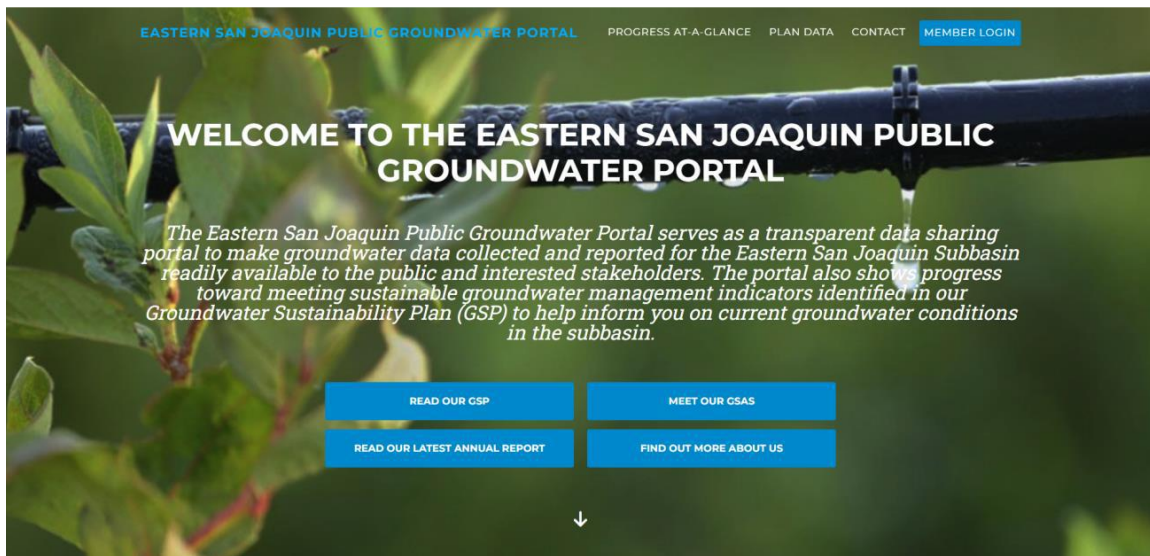 EASTERN SAN JOAQUIN PUBLIC GROUNDWATER PORTAL PROGRESS AT-A-GLANCE PLAN DATA CONTACT MEMBER LOGIN
WELCOME TO THE EASTERN SAN JOAQUIN PUBLIC
GROUNDWATER PORTAL
The Eastern San Joaquin Public Groundwater Portal serves as a transparent data sharing
portal to make groundwater data collected and reported for the Eastern San Joaquin Subbasin
readily available to the public and interested stakeholders. The portal also shows progress
toward meeting sustainable groundwater management indicators identified in our
Groundwater Sustainability Plan (GSP) to help inform you on current groundwater conditions
in the subbasin.
READ OUR GSP MEET OUR GSAS
READ OUR LATEST ANNUAL REPORT FIND OUT MORE ABOUT US